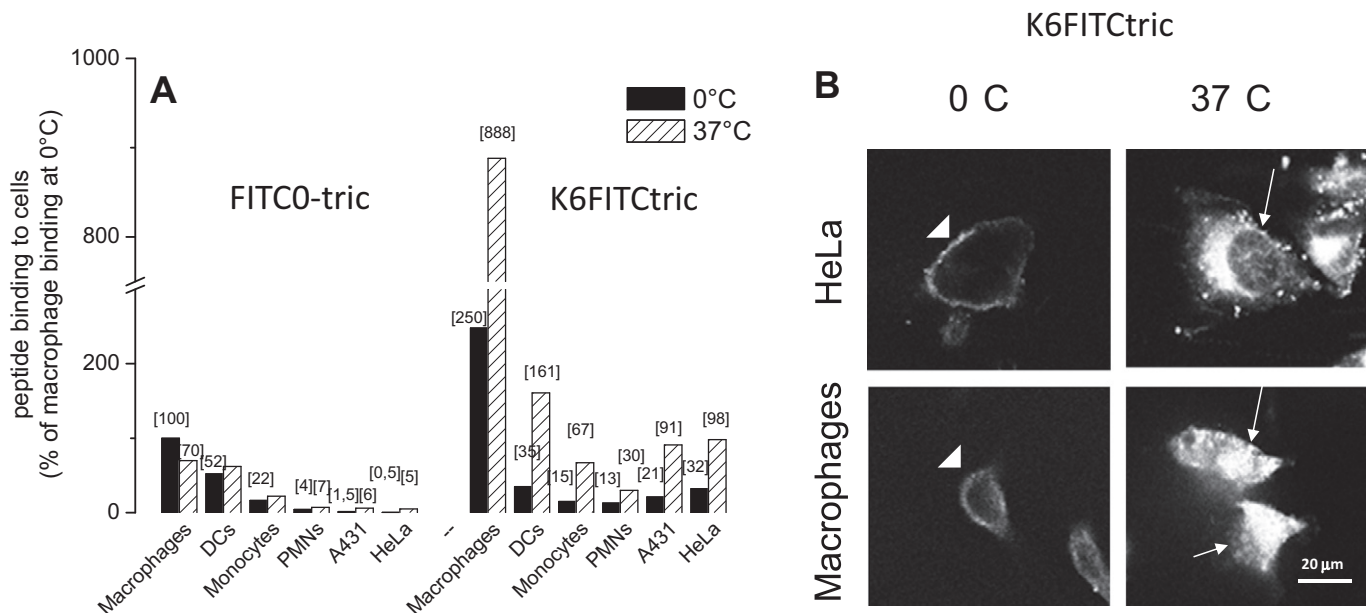 K6FITCtric
A
B
0°C
37°C
0 C
37 C
1000
800
200
0
peptide binding to cells
(% of macrophage binding at 0°C)
FITC0-tric
K6FITCtric
[888]
[250]
[161]
[100]
[70]
[52]
[22]
[4]
[7]
[1,5]
[6]
[0,5]
[5]
[35]
[15]
[67]
[13]
[30]
[21]
[91]
[32]
[98]
Macrophages
DCs
Monocytes
PMNs
A431
HeLa
--
Macrophages
DCs
Monocytes
PMNs
A431
HeLa
HeLa
Macrophages
20 µm